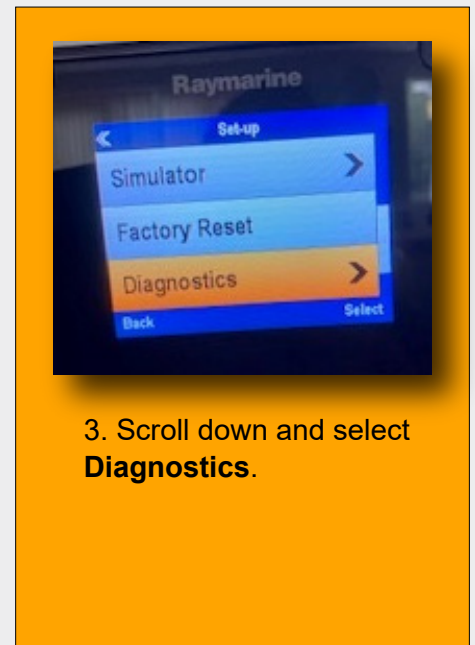 Raymarine
Set-up
Simulator
Factory Reset
Diagnostics
Back Select
3. Scroll down and select
Diagnostics.